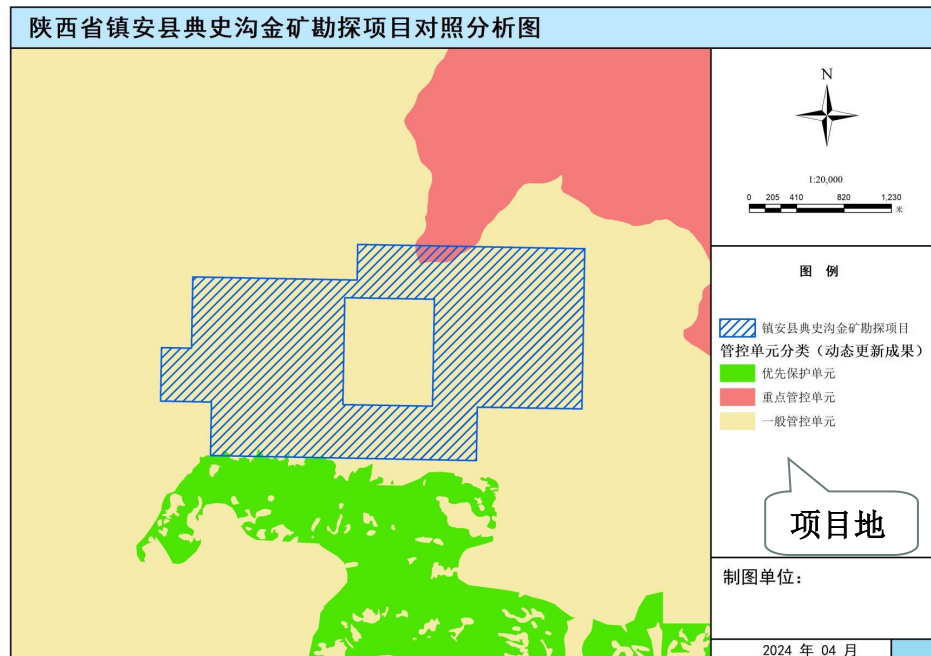 陕西省镇安县典史沟金矿勘探项目对照分析图
N
1:20,000
0 205 410 820 1,230
米
图 例
镇安县典史沟金矿勘探项目
管控单元分类（动态更新成果）
优先保护单元
重点管控单元
一般管控单元
项目地
制图单位：
2024 年 04 月